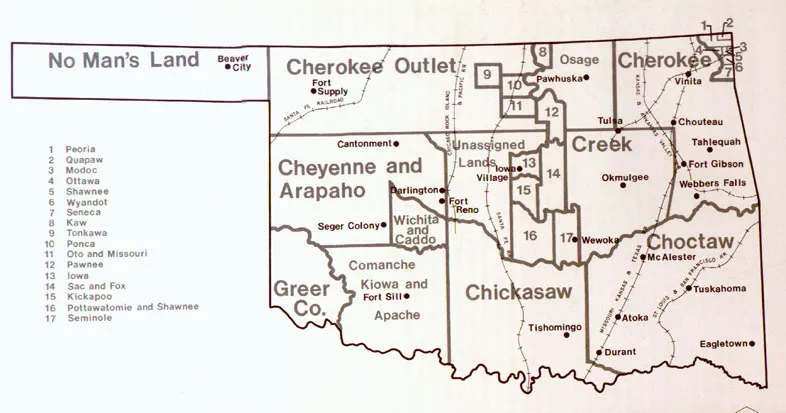 No Man's Land
Beaver
City
Cherokee Outlet
Fort
Supply
SANTA FE RAILROAD
CHICAGO ROCK ISLAND
& PACIFIC RR
8
9
10
11
12
Osage
Pawhuska
Cherokee
1
2
3
4
5
6
7
Vinita
KANSAS &
ARKANSAS VALLEY
Chouteau
Tulsa
Tahlequah
Fort Gibson
Webbers Falls
Creek
Okmulgee
Cantonment
Unassigned
Lands
Iowa
Village
13
14
15
16
17
Wewoka
Cheyenne and
Arapaho
Darlington
Fort
Reno
Seger Colony
Wichita
and
Caddo
SANTA FE RR
Greer
Co.
Comanche
Kiowa and
Fort Sill
Apache
Chickasaw
Tishomingo
Choctaw
McAlester
MISSOURI KANSAS & TEXAS
ST. LOUIS & SAN FRANCISCO RR
Tuskahoma
Atoka
Durant
Eagletown
1 Peoria
2 Quapaw
3 Modoc
4 Ottawa
5 Shawnee
6 Wyandot
7 Seneca
8 Kaw
9 Tonkawa
10 Ponca
11 Oto and Missouri
12 Pawnee
13 Iowa
14 Sac and Fox
15 Kickapoo
16 Pottawatomie and Shawnee
17 Seminole